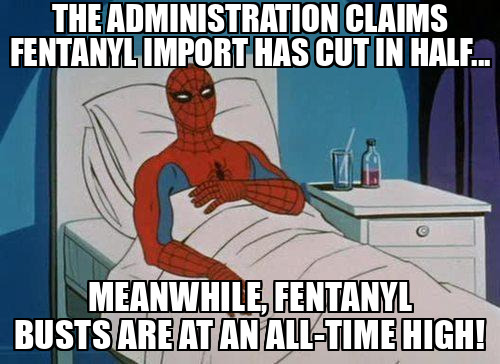 THE ADMINISTRATION CLAIMS
FENTANYL IMPORT HAS CUT IN HALF...
MEANWHILE, FENTANYL
BUSTS ARE AT AN ALL-TIME HIGH!